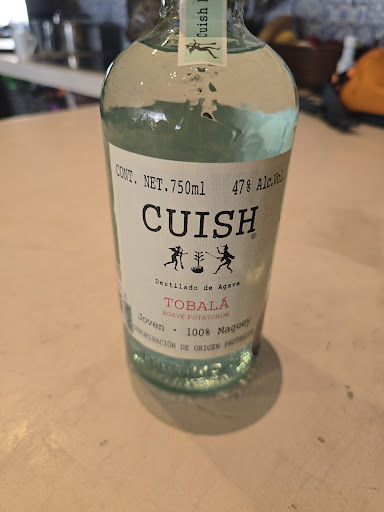 Cuish
CONT. NET.750ml 47% Alc.Vol.
CUISH®
Destilado de Agave
TOBALÁ
AGAVE POTATORUM
Joven · 100% Maguey
DENOMINACIÓN DE ORIGEN PROTEGIDA